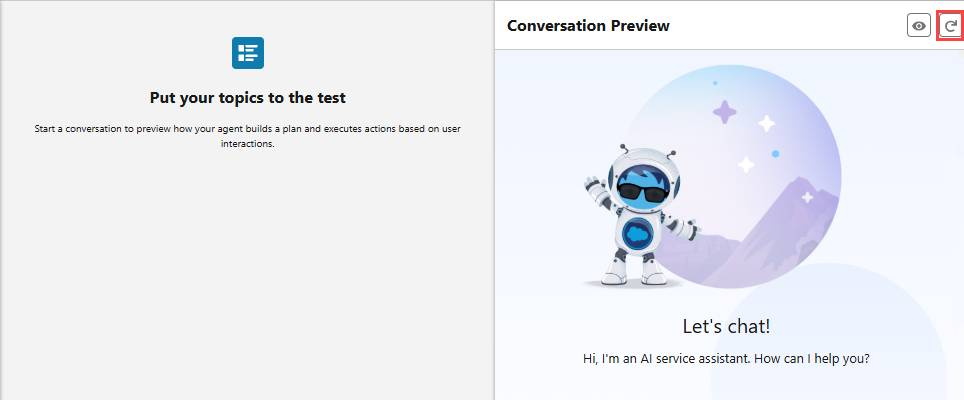 Put your topics to the test
Start a conversation to preview how your agent builds a plan and executes actions based on user
interactions.
Conversation Preview
Let's chat!
Hi, I'm an AI service assistant. How can I help you?